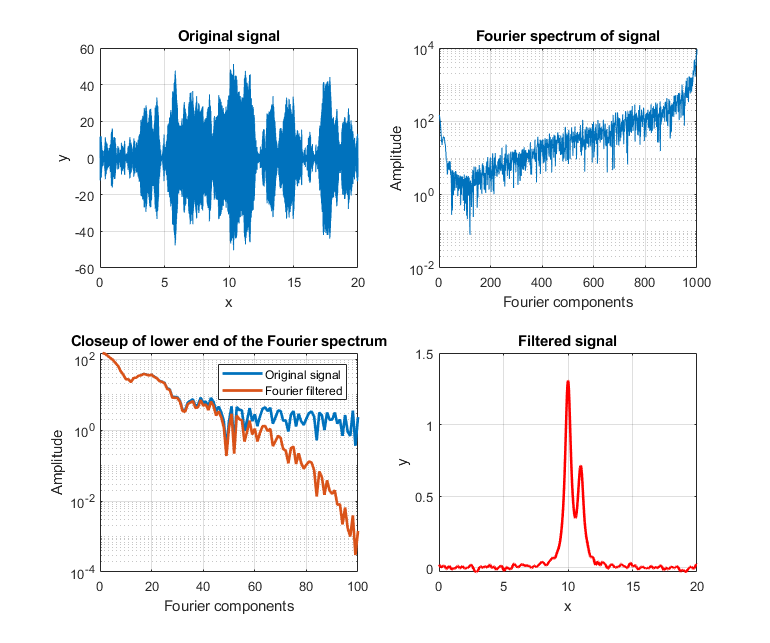 Original signal
60
40
20
0
-20
-40
-60
y
0 5 10 15 20
x
Fourier spectrum of signal
10^4
10^2
10^0
10^-2
Amplitude
0 200 400 600 800 1000
Fourier components
Closeup of lower end of the Fourier spectrum
10^2
10^0
10^-2
10^-4
Amplitude
Original signal
Fourier filtered
0 20 40 60 80 100
Fourier components
Filtered signal
1.5
1
0.5
0
y
0 5 10 15 20
x